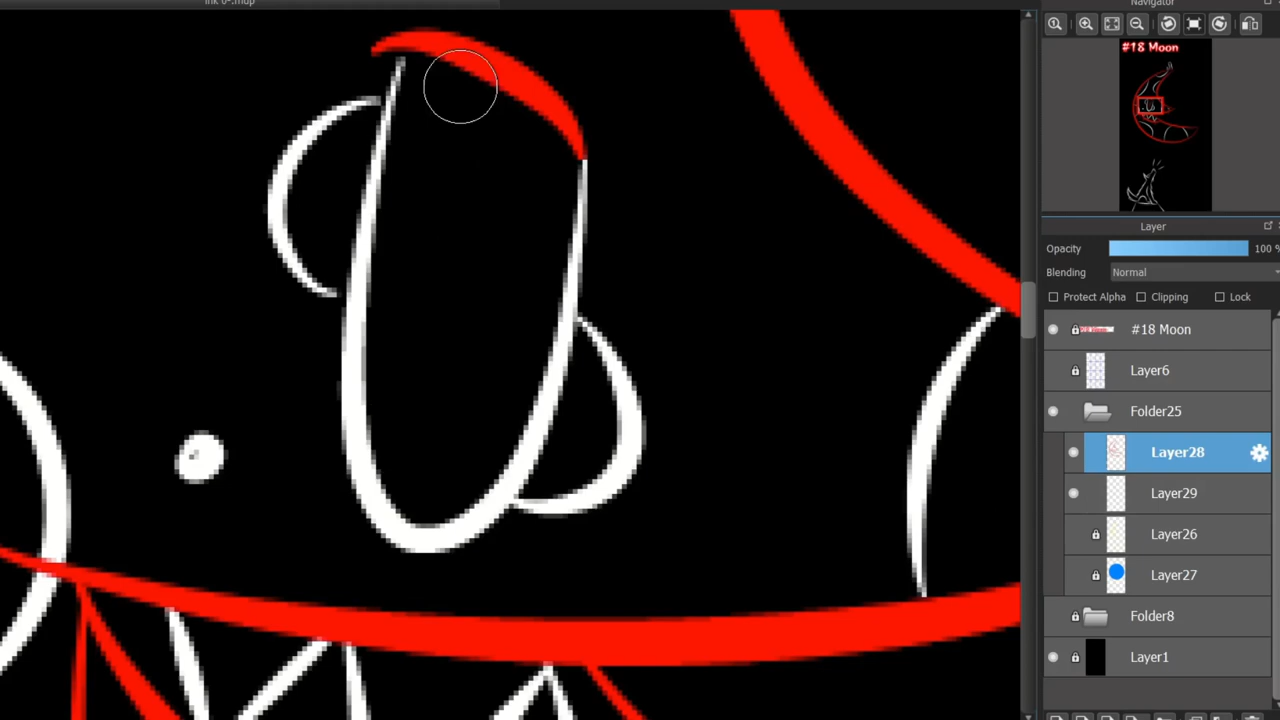 Navigator
#18 Moon
Layer
Opacity 100 %
Blending Normal
Protect Alpha Clipping Lock
#18 Moon
Layer6
Folder25
Layer28
Layer29
Layer26
Layer27
Folder8
Layer1